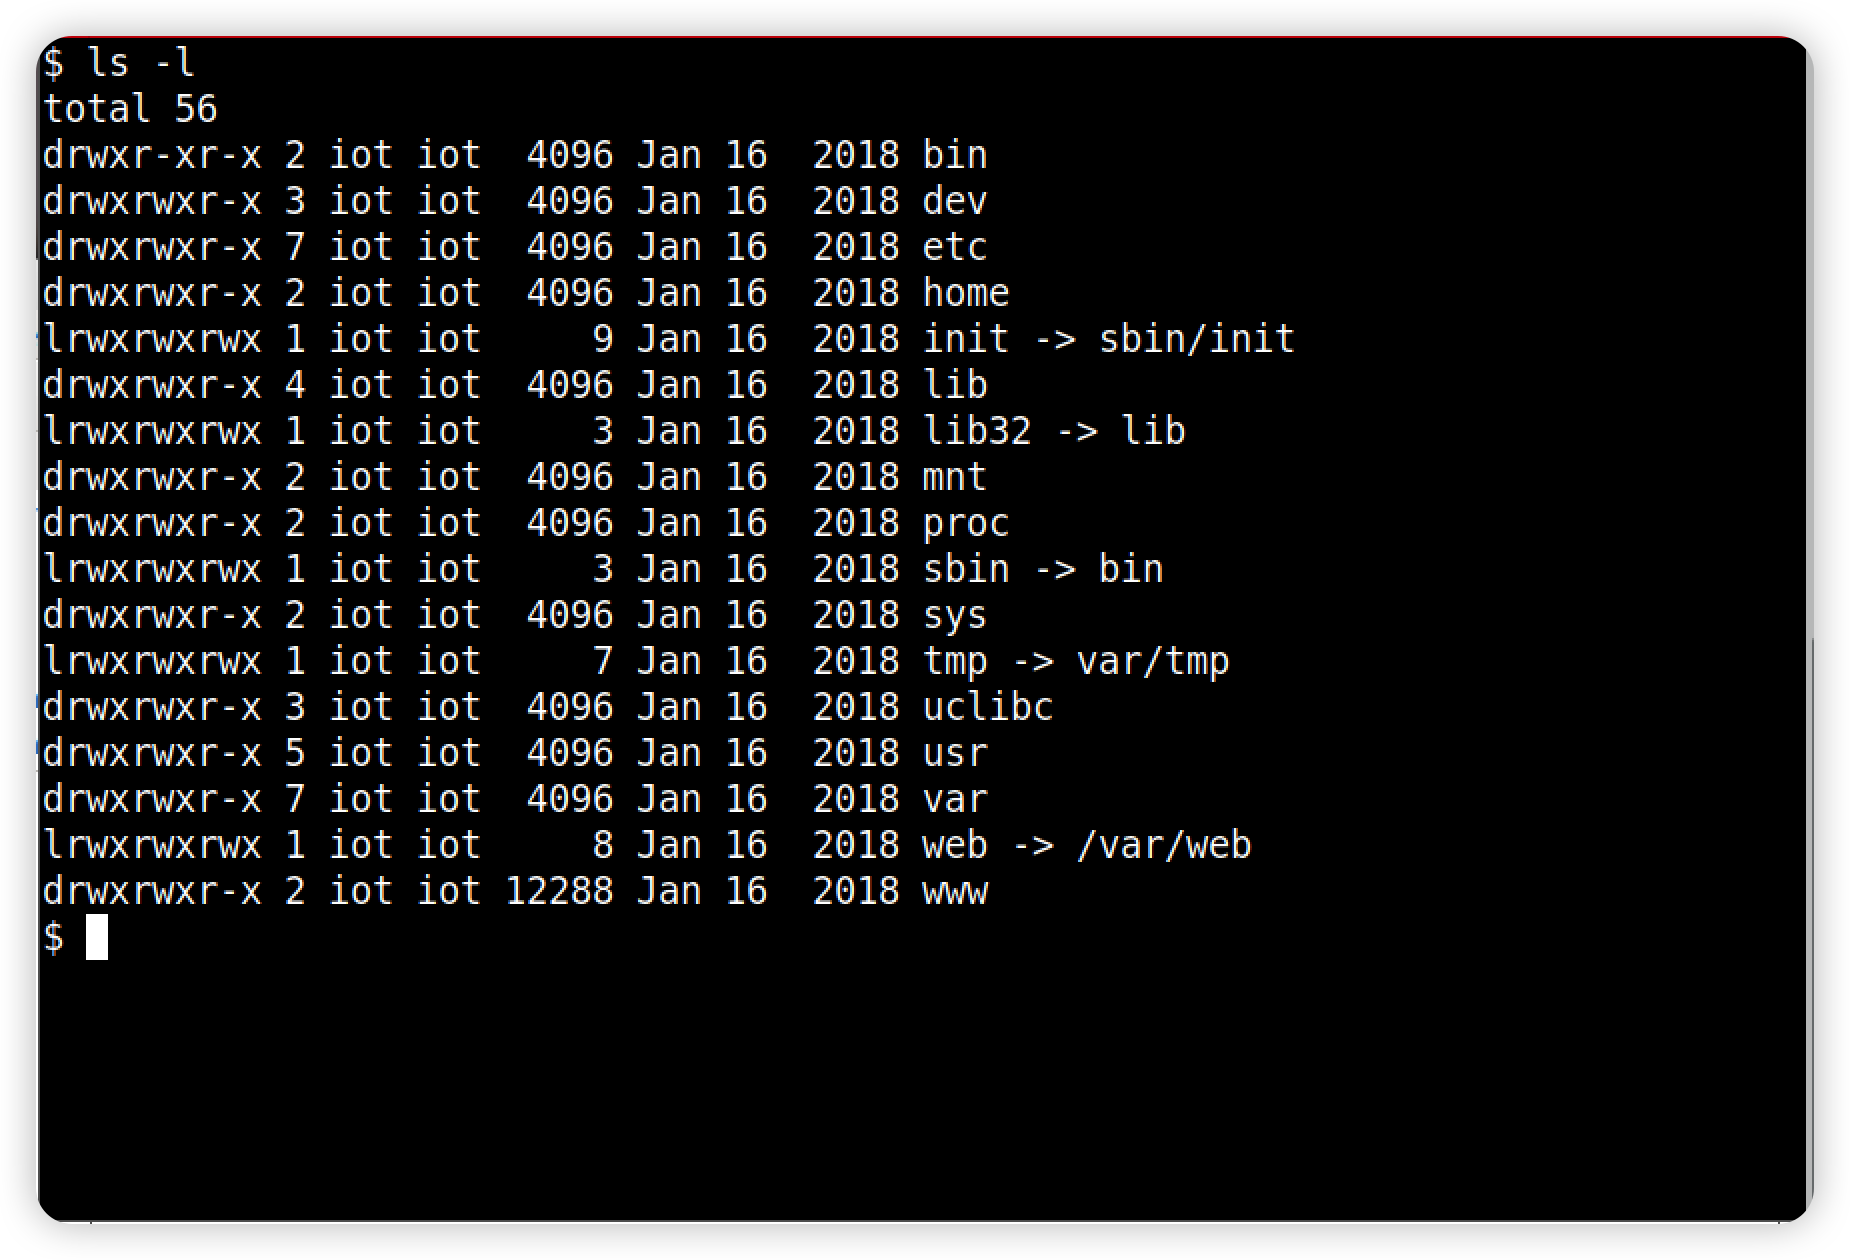 $ ls -l
total 56
drwxr-xr-x 2 iot iot  4096 Jan 16  2018 bin
drwxrwxr-x 3 iot iot  4096 Jan 16  2018 dev
drwxrwxr-x 7 iot iot  4096 Jan 16  2018 etc
drwxrwxr-x 2 iot iot  4096 Jan 16  2018 home
lrwxrwxrwx 1 iot iot     9 Jan 16  2018 init -> sbin/init
drwxrwxr-x 4 iot iot  4096 Jan 16  2018 lib
lrwxrwxrwx 1 iot iot     3 Jan 16  2018 lib32 -> lib
drwxrwxr-x 2 iot iot  4096 Jan 16  2018 mnt
drwxrwxr-x 2 iot iot  4096 Jan 16  2018 proc
lrwxrwxrwx 1 iot iot     3 Jan 16  2018 sbin -> bin
drwxrwxr-x 2 iot iot  4096 Jan 16  2018 sys
lrwxrwxrwx 1 iot iot     7 Jan 16  2018 tmp -> var/tmp
drwxrwxr-x 3 iot iot  4096 Jan 16  2018 uclibc
drwxrwxr-x 5 iot iot  4096 Jan 16  2018 usr
drwxrwxr-x 7 iot iot  4096 Jan 16  2018 var
lrwxrwxrwx 1 iot iot     8 Jan 16  2018 web -> /var/web
drwxrwxr-x 2 iot iot 12288 Jan 16  2018 www
$